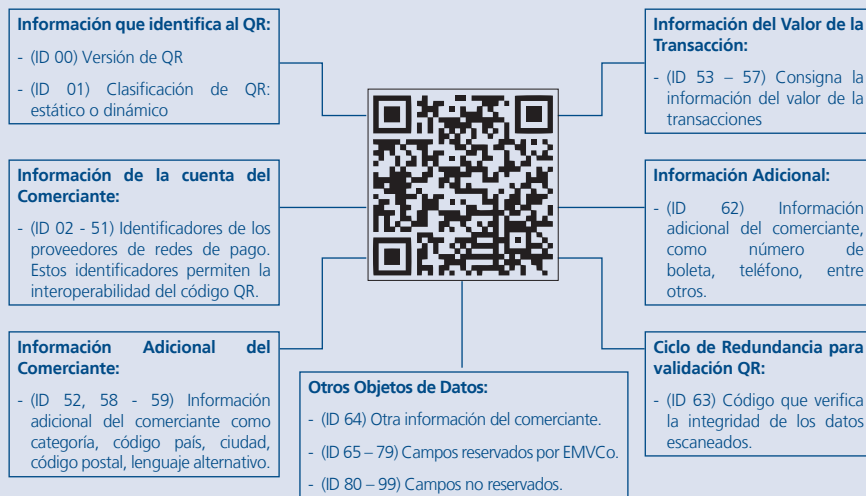 Información que identifica al QR:
- (ID 00) Versión de QR
- (ID 01) Clasificación de QR:
estático o dinámico
Información de la cuenta del
Comerciante:
- (ID 02 - 51) Identificadores de los
proveedores de redes de pago.
Estos identificadores permiten la
interoperabilidad del código QR.
Información Adicional del
Comerciante:
- (ID 52, 58 - 59) Información
adicional del comerciante como
categoría, código país, ciudad,
código postal, lenguaje alternativo.
Otros Objetos de Datos:
- (ID 64) Otra información del comerciante.
- (ID 65 – 79) Campos reservados por EMVCo.
- (ID 80 – 99) Campos no reservados.
Información del Valor de la
Transacción:
- (ID 53 – 57) Consigna la
información del valor de la
transacciones
Información Adicional:
- (ID 62) Información
adicional del comerciante,
como número de
boleta, teléfono, entre
otros.
Ciclo de Redundancia para
validación QR:
- (ID 63) Código que verifica
la integridad de los datos
escaneados.